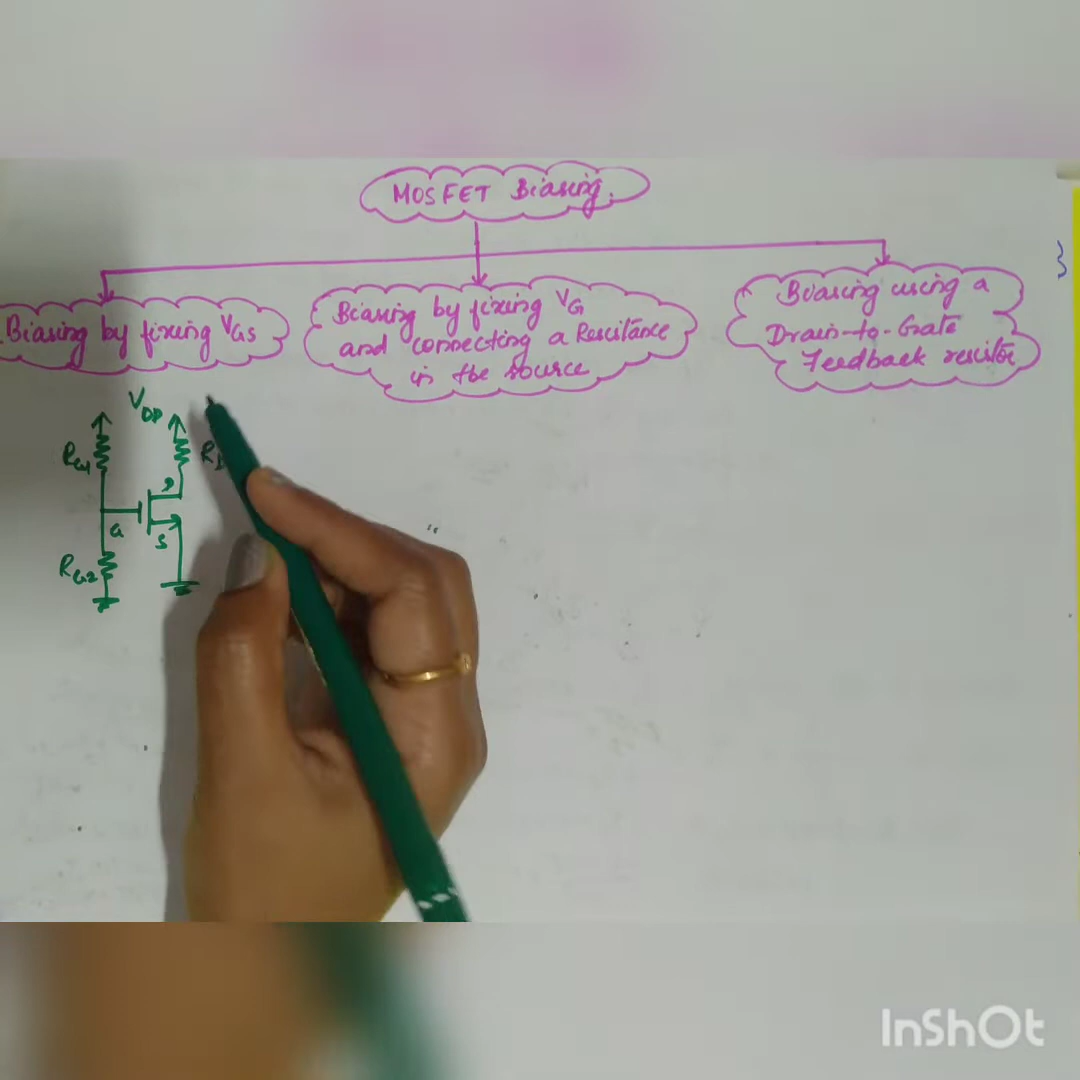 MOSFET Biasing.
Biasing by fixing VGS
Biasing by fixing VG
and connecting a Resistance
in the source
Biasing using a
Drain-to-Gate
Feedback resistor
VDD
RG1
RD
D
G
S
RG2
InShOt